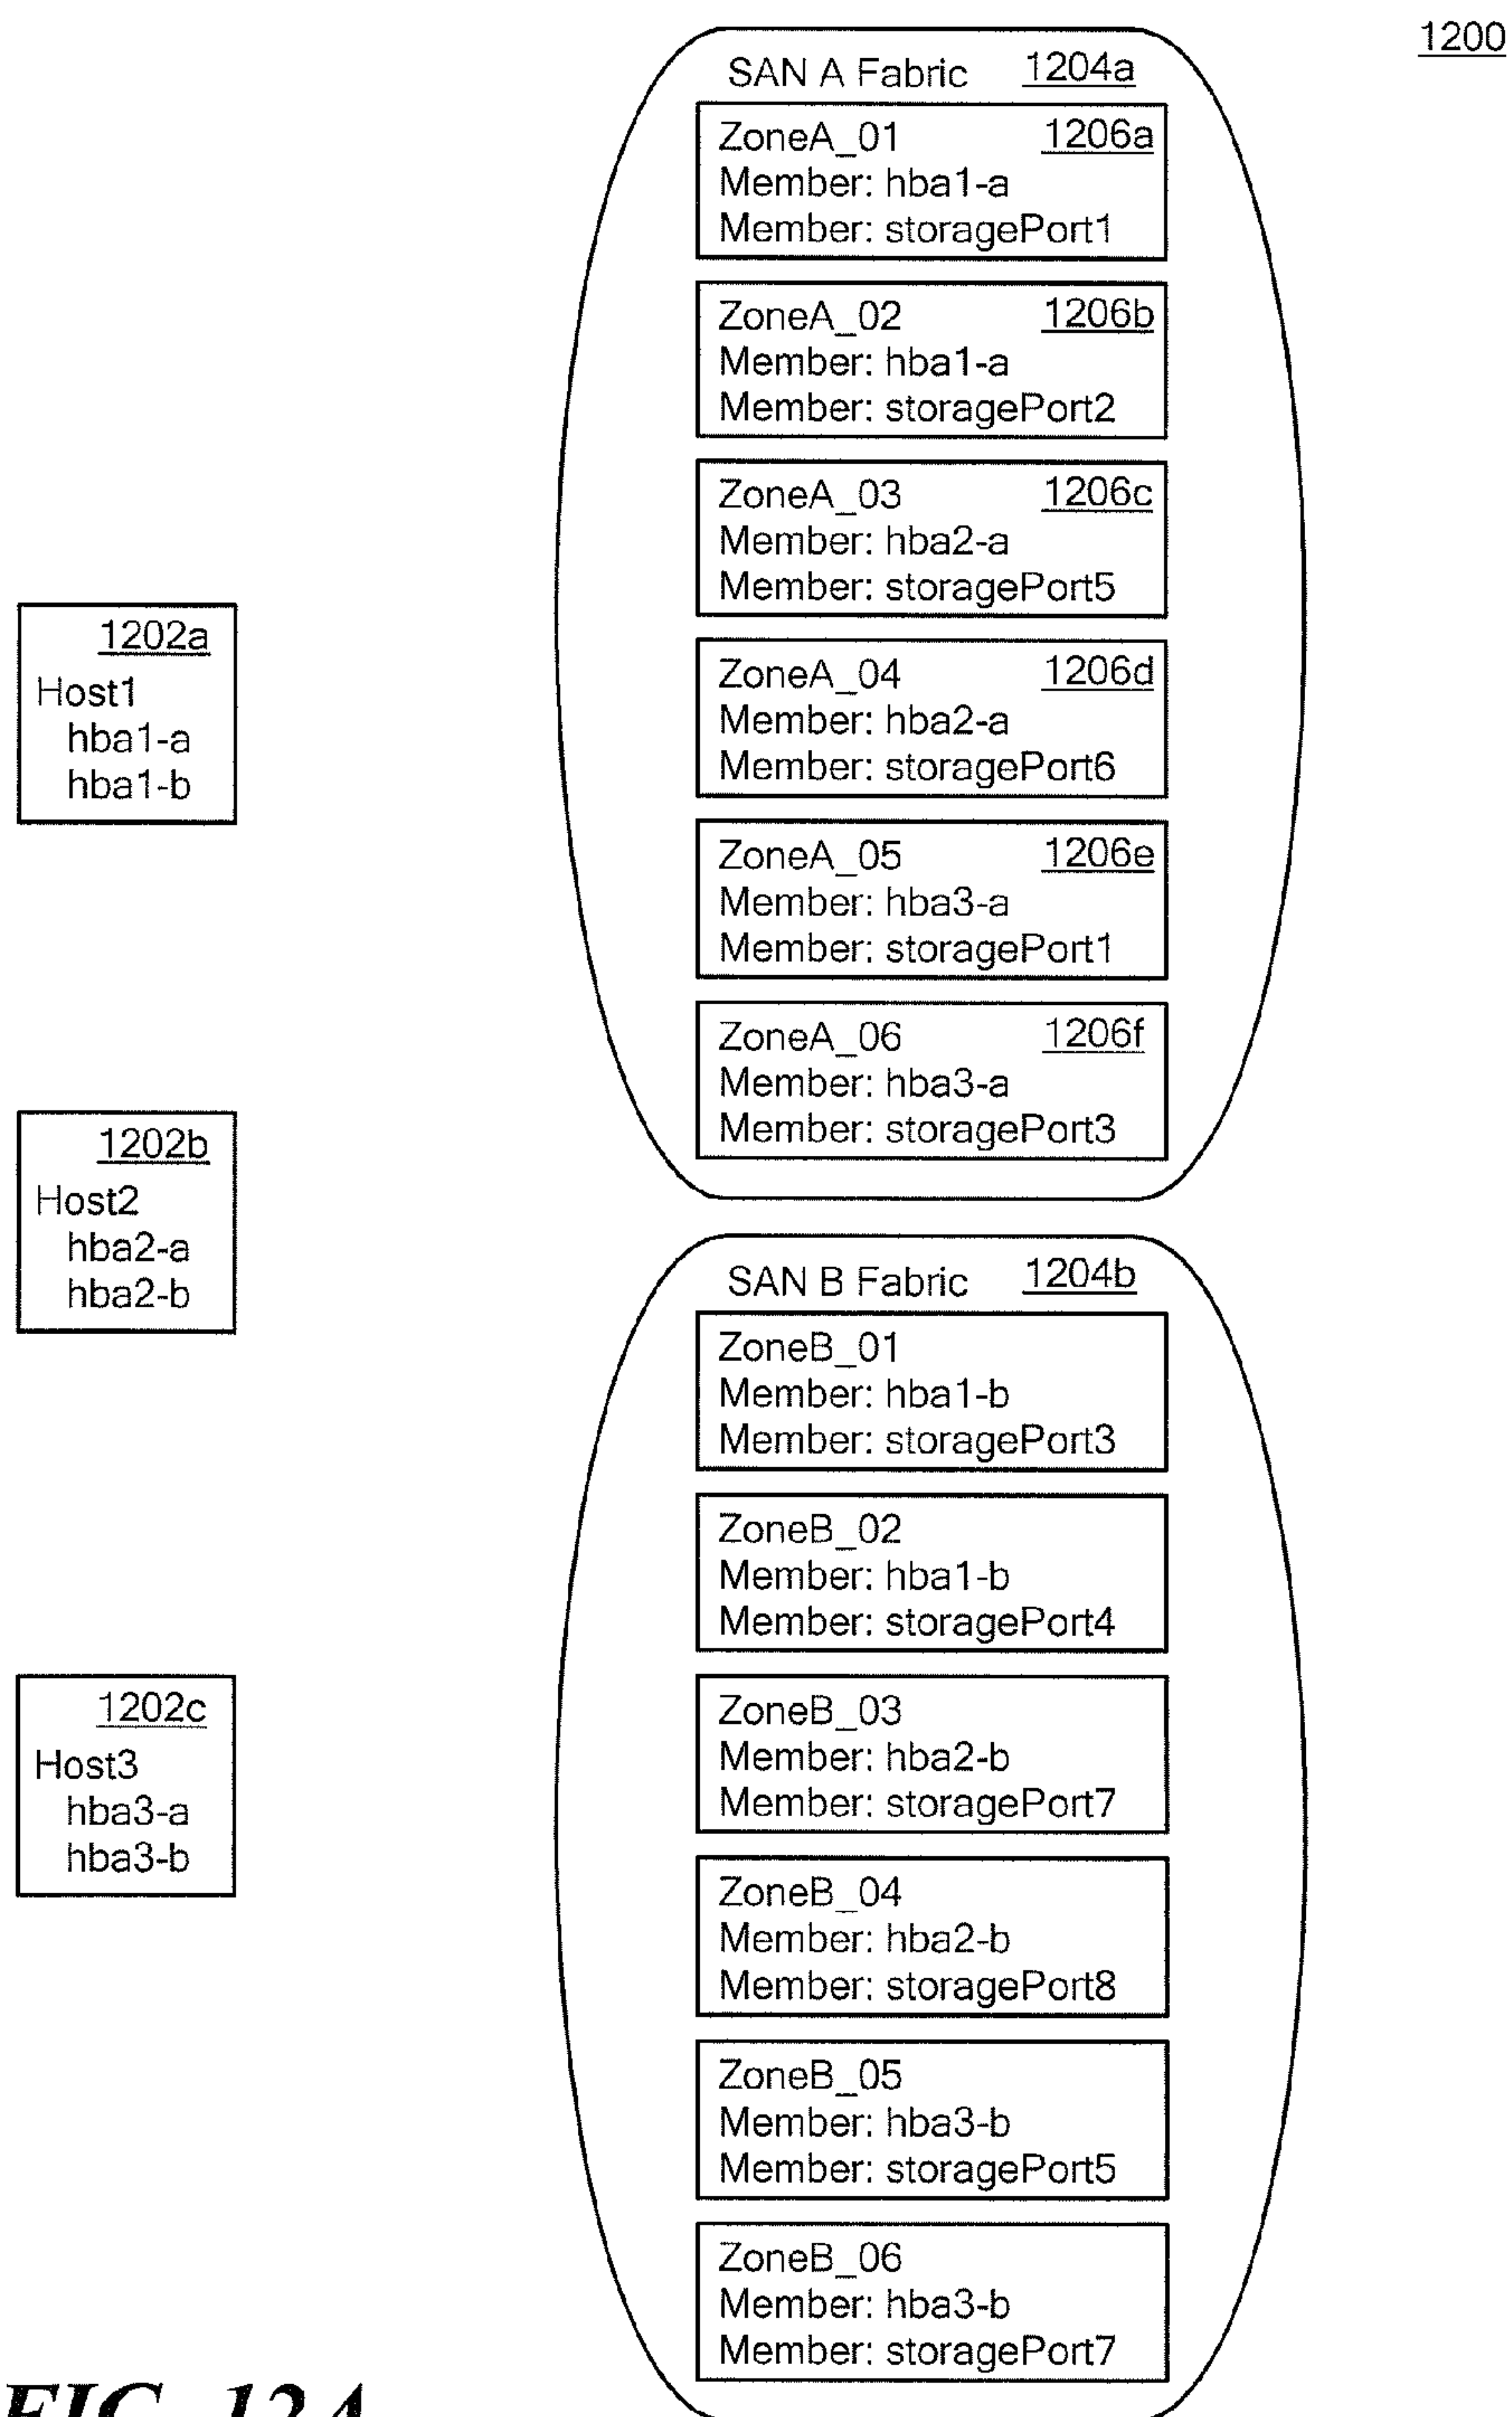 1200
SAN A Fabric 1204a
ZoneA_01 1206a
Member: hba1-a
Member: storagePort1
ZoneA_02 1206b
Member: hba1-a
Member: storagePort2
ZoneA_03 1206c
Member: hba2-a
Member: storagePort5
ZoneA_04 1206d
Member: hba2-a
Member: storagePort6
ZoneA_05 1206e
Member: hba3-a
Member: storagePort1
ZoneA_06 1206f
Member: hba3-a
Member: storagePort3
1202a
Host1
hba1-a
hba1-b
1202b
Host2
hba2-a
hba2-b
1202c
Host3
hba3-a
hba3-b
SAN B Fabric 1204b
ZoneB_01
Member: hba1-b
Member: storagePort3
ZoneB_02
Member: hba1-b
Member: storagePort4
ZoneB_03
Member: hba2-b
Member: storagePort7
ZoneB_04
Member: hba2-b
Member: storagePort8
ZoneB_05
Member: hba3-b
Member: storagePort5
ZoneB_06
Member: hba3-b
Member: storagePort7
FIG. 12A